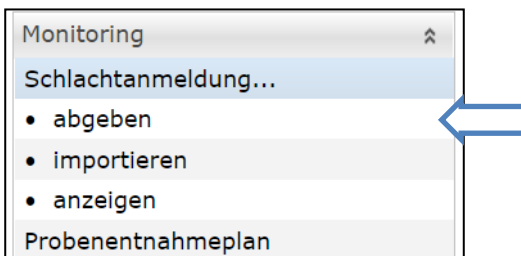 Monitoring
Schlachtanmeldung...
• abgeben
• importieren
• anzeigen
Probenentnahmeplan